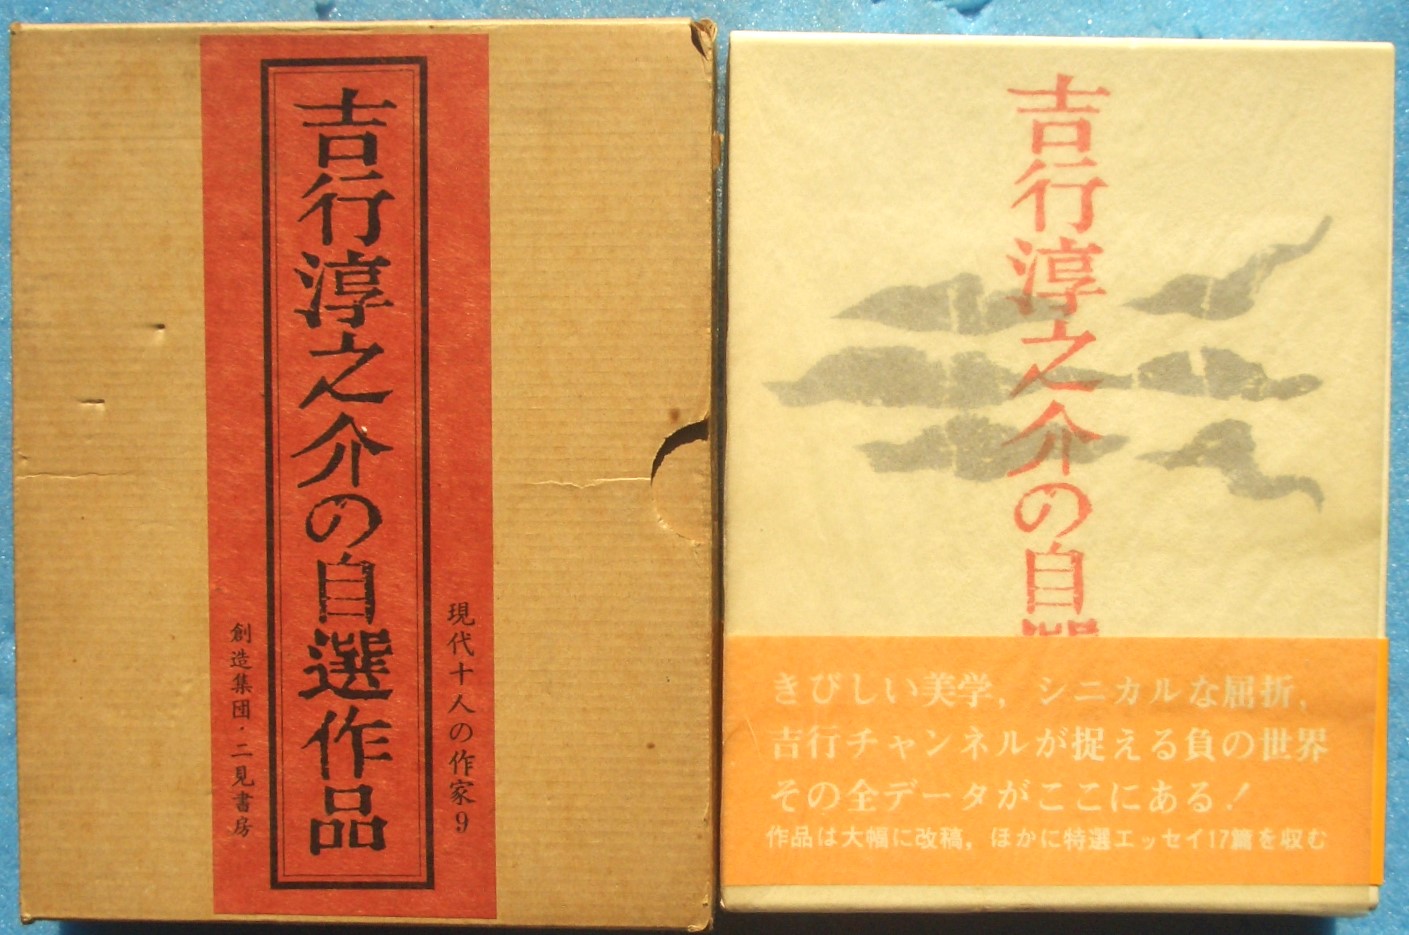 現代十人の作家9
吉行淳之介の自選作品
創造集団・二見書房
吉行淳之介の自選
きびしい美学，シニカルな屈折，
吉行チャンネルが捉える負の世界
その全データがここにある！
作品は大幅に改稿，ほかに特選エッセイ17篇を収む